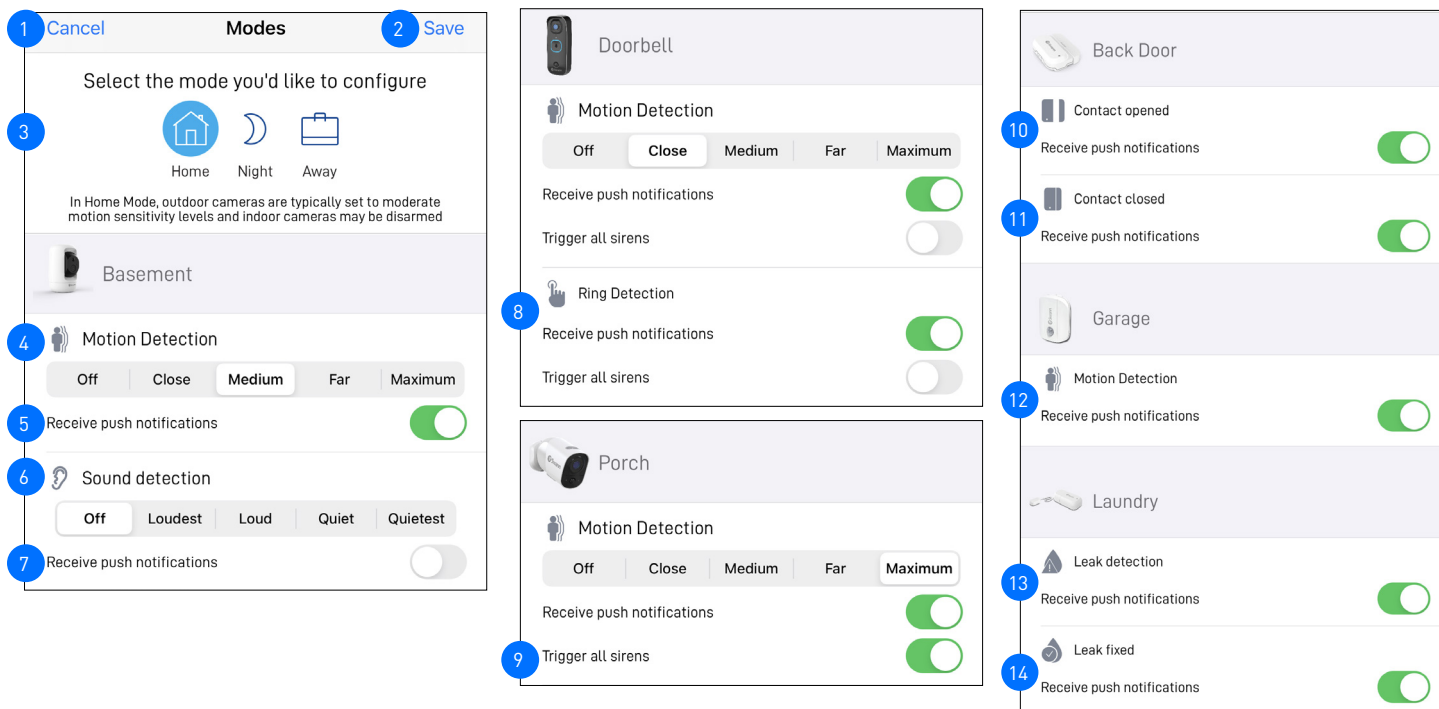 1 Cancel Modes 2 Save
Select the mode you'd like to configure
3
Home Night Away
In Home Mode, outdoor cameras are typically set to moderate
motion sensitivity levels and indoor cameras may be disarmed
Basement
4 Motion Detection
Off Close Medium Far Maximum
5 Receive push notifications
6 Sound detection
Off Loudest Loud Quiet Quietest
7 Receive push notifications
Doorbell
Motion Detection
Off Close Medium Far Maximum
Receive push notifications
Trigger all sirens
8 Ring Detection
Receive push notifications
Trigger all sirens
Porch
Motion Detection
Off Close Medium Far Maximum
Receive push notifications
9 Trigger all sirens
Back Door
10 Contact opened
Receive push notifications
11 Contact closed
Receive push notifications
Garage
Motion Detection
12 Receive push notifications
Laundry
Leak detection
13 Receive push notifications
Leak fixed
14 Receive push notifications